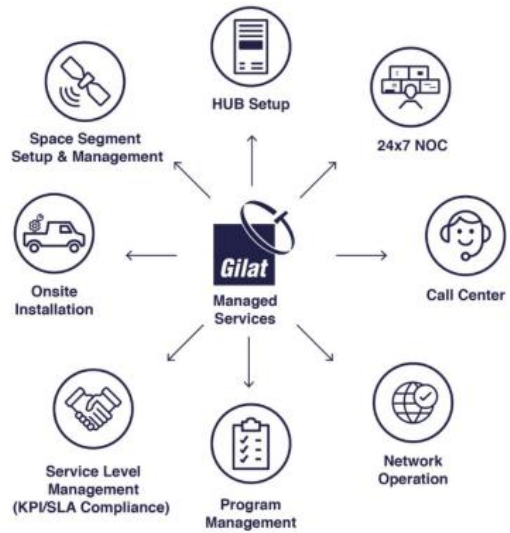 HUB Setup
Space Segment
Setup & Management
24x7 NOC
Onsite
Installation
Gilat
Managed
Services
Call Center
Service Level
Management
(KPI/SLA Compliance)
Program
Management
Network
Operation